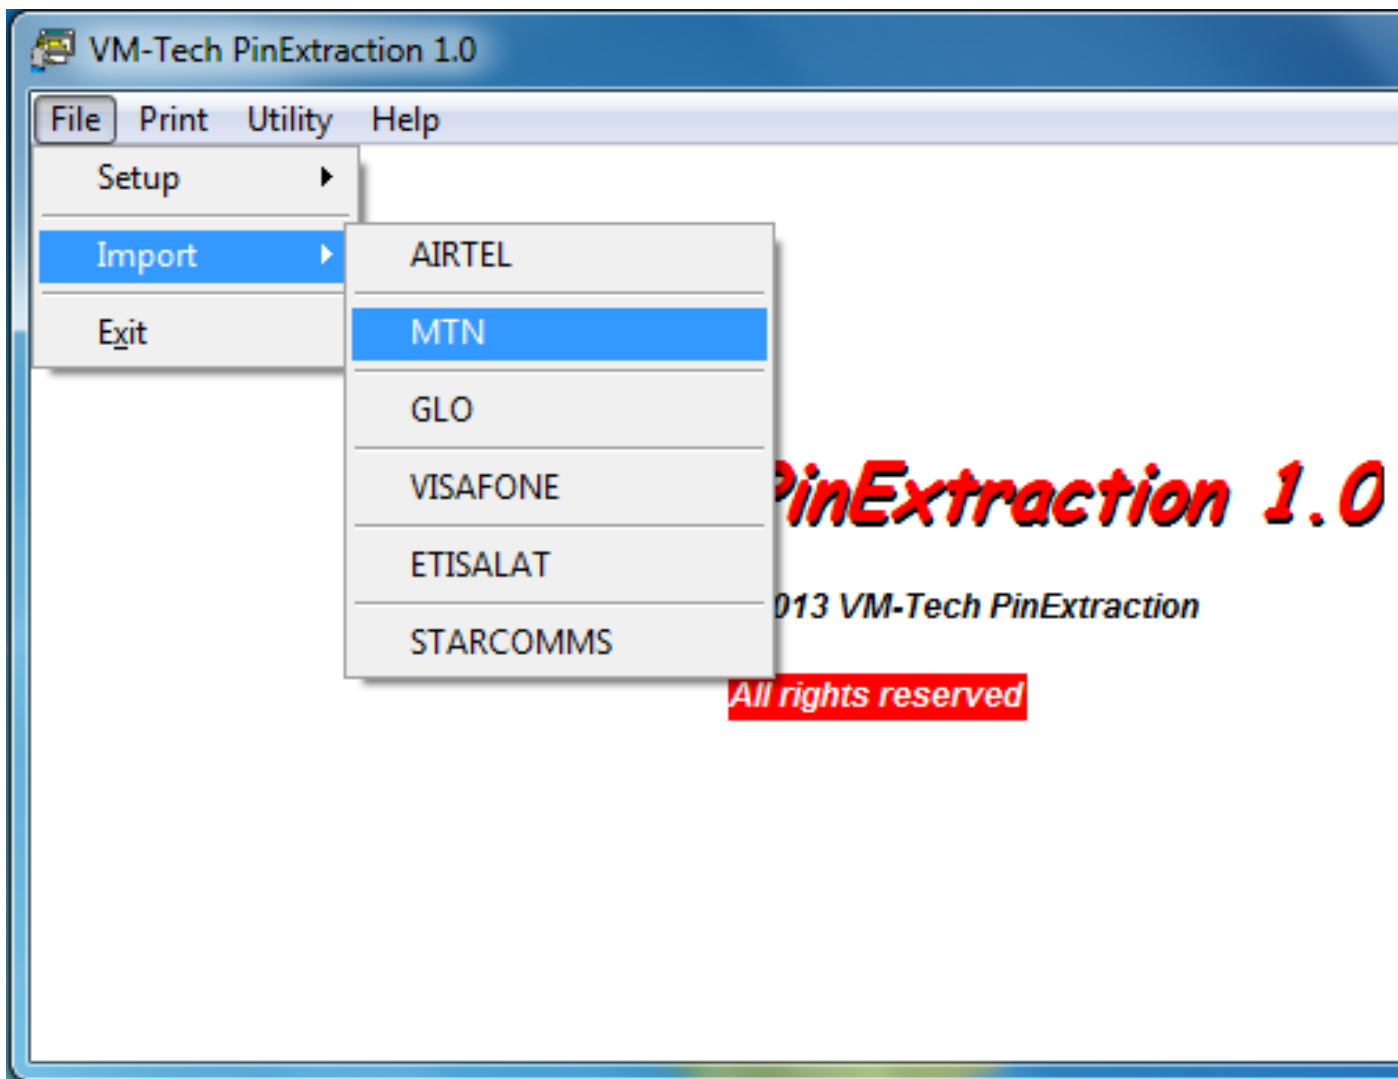 VM-Tech PinExtraction 1.0
File Print Utility Help
Setup
Import
Exit
AIRTEL
MTN
GLO
VISAFONE
ETISALAT
STARCOMMS
PinExtraction 1.0
013 VM-Tech PinExtraction
All rights reserved